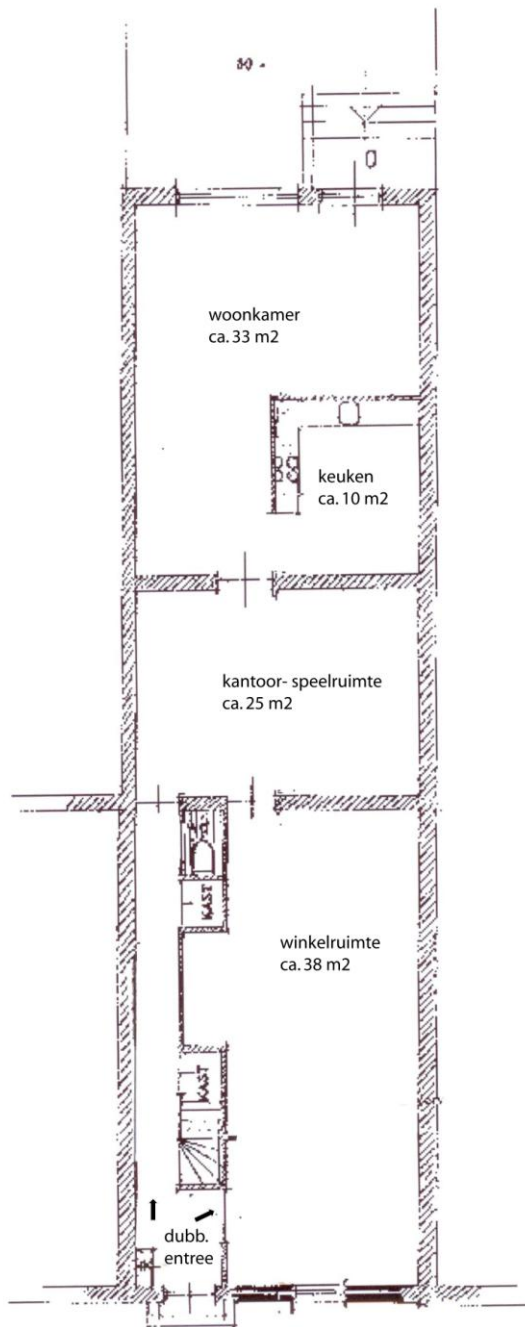 woonkamer
ca. 33 m2
keuken
ca. 10 m2
kantoor- speelruimte
ca. 25 m2
KAST
winkelruimte
ca. 38 m2
KAST
dubb.
entree